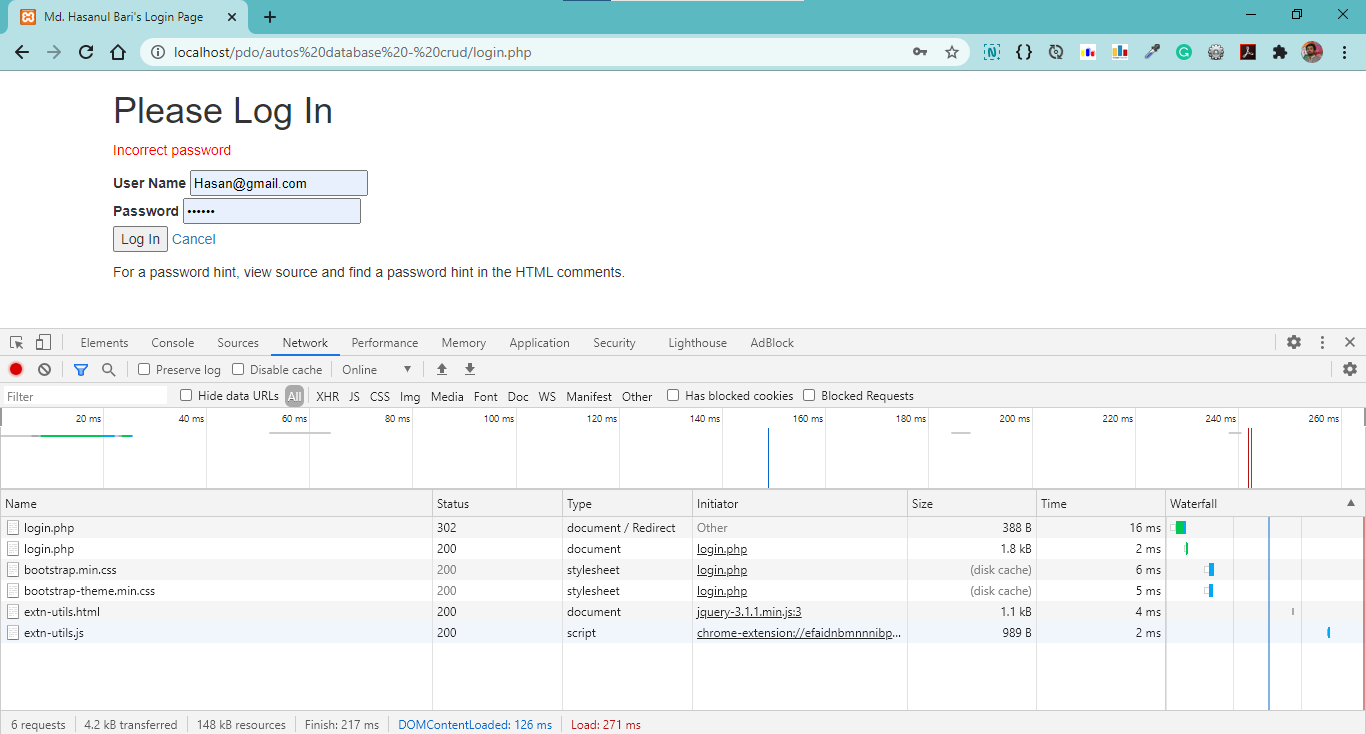 Md. Hasanul Bari's Login Page
localhost/pdo/autos%20database%20-%20crud/login.php
Please Log In
Incorrect password
User Name Hasan@gmail.com
Password ••••••
Log In Cancel
For a password hint, view source and find a password hint in the HTML comments.
Elements Console Sources Network Performance Memory Application Security Lighthouse AdBlock
Preserve log Disable cache Online
Filter Hide data URLs All XHR JS CSS Img Media Font Doc WS Manifest Other Has blocked cookies Blocked Requests
20 ms 40 ms 60 ms 80 ms 100 ms 120 ms 140 ms 160 ms 180 ms 200 ms 220 ms 240 ms 260 ms
Name Status Type Initiator Size Time Waterfall
login.php 302 document / Redirect Other 388 B 16 ms
login.php 200 document login.php 1.8 kB 2 ms
bootstrap.min.css 200 stylesheet login.php (disk cache) 6 ms
bootstrap-theme.min.css 200 stylesheet login.php (disk cache) 5 ms
extn-utils.html 200 document jquery-3.1.1.min.js:3 1.1 kB 4 ms
extn-utils.js 200 script chrome-extension://efaidnbmnnnibp... 989 B 2 ms
6 requests 4.2 kB transferred 148 kB resources Finish: 217 ms DOMContentLoaded: 126 ms Load: 271 ms